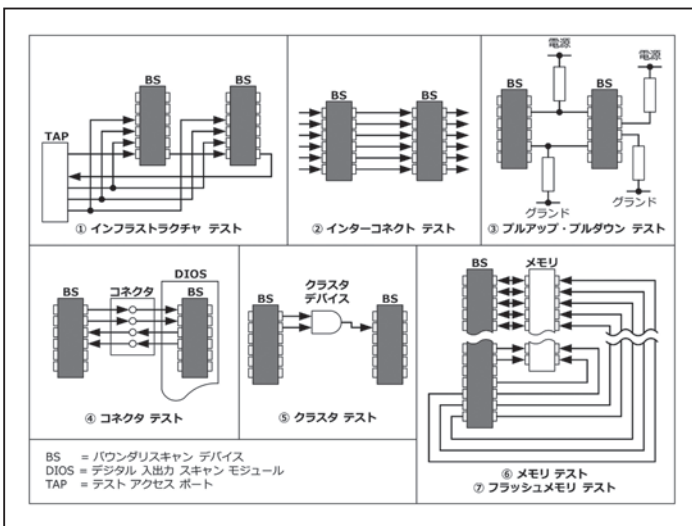 BS
BS
TAP
① インフラストラクチャ テスト
BS
BS
② インターコネクト テスト
電源
電源
BS
BS
グランド
グランド
③ プルアップ・プルダウン テスト
DIOS
BS
コネクタ
BS
④ コネクタ テスト
クラスタ
デバイス
BS
BS
⑤ クラスタ テスト
BS
メモリ
⑥ メモリ テスト
⑦ フラッシュメモリ テスト
BS = バウンダリスキャン デバイス
DIOS = デジタル 入出力 スキャン モジュール
TAP = テスト アクセス ポート